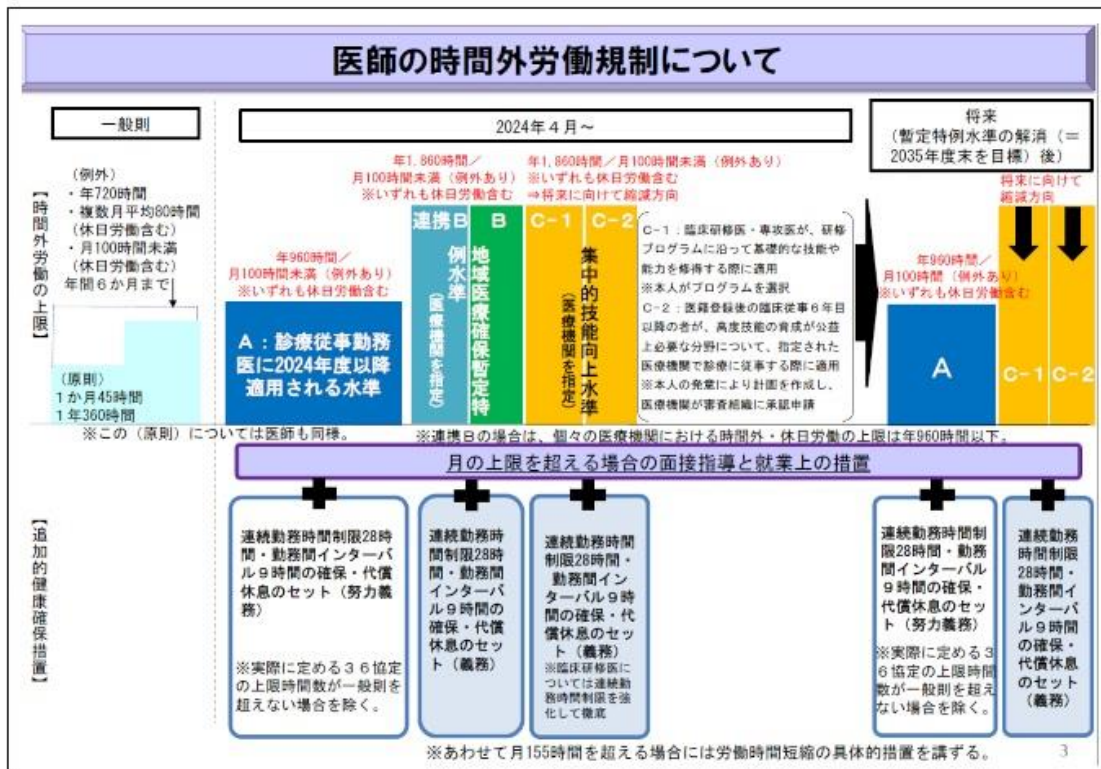 医師の時間外労働規制について
一般則
2024年4月～
将来
（暫定特例水準の解消（＝
2035年度末を目標）後）
【時間外労働の上限】
（例外）
・年720時間
・複数月平均80時間
（休日労働含む）
・月100時間未満
（休日労働含む）
年間6か月まで
（原則）
1か月45時間
1年360時間
※この（原則）については医師も同様。
年960時間／
月100時間未満（例外あり）
※いずれも休日労働含む
A：診療従事勤務
医に2024年度以降
適用される水準
年1,860時間／
月100時間未満（例外あり）
※いずれも休日労働含む
連携B
B
地域医療確保暫定特
例水準
（医療機関を指定）
年1,860時間／月100時間未満（例外あり）
※いずれも休日労働含む
⇒将来に向けて縮減方向
C-1
C-2
集中的技能向上水準
（医療機関を指定）
C-1：臨床研修医・専攻医が、研修
プログラムに沿って基礎的な技能や
能力を修得する際に適用
※本人がプログラムを選択
C-2：医籍登録後の臨床従事6年目
以降の者が、高度技能の育成が公益
上必要な分野について、指定された
医療機関で診療に従事する際に適用
※本人の発意により計画を作成し、
医療機関が審査組織に承認申請
※連携Bの場合は、個々の医療機関における時間外・休日労働の上限は年960時間以下。
年960時間／
月100時間（例外あり）
※いずれも休日労働含む
A
将来に向けて
縮減方向
C-1
C-2
月の上限を超える場合の面接指導と就業上の措置
【追加的健康確保措置】
連続勤務時間制限28時
間・勤務間インターバ
ル9時間の確保・代償
休息のセット（努力義
務）
※実際に定める36協定
の上限時間数が一般則を
超えない場合を除く。
連続勤務時間
制限28時
間・勤務間イ
ンターバル9時間の
確保・代償休
息のセット
（義務）
連続勤務時間
制限28時間・
勤務間インタ
ーバル9時間
の確保・代
償休息のセッ
ト（義務）
※臨床研修医に
ついては連続勤
務時間制限を強
化して徹底
連続勤務時間制
限28時間・勤務
間インターバル
9時間の確保・
代償休息のセッ
ト（努力義務）
※実際に定める3
6協定の上限時間
数が一般則を超え
ない場合を除く。
連続勤務
時間制限
28時間・勤
務間インタ
ーバル9時間
の確保・代
償休息の
セット
（義務）
※あわせて月155時間を超える場合には労働時間短縮の具体的措置を講ずる。
3